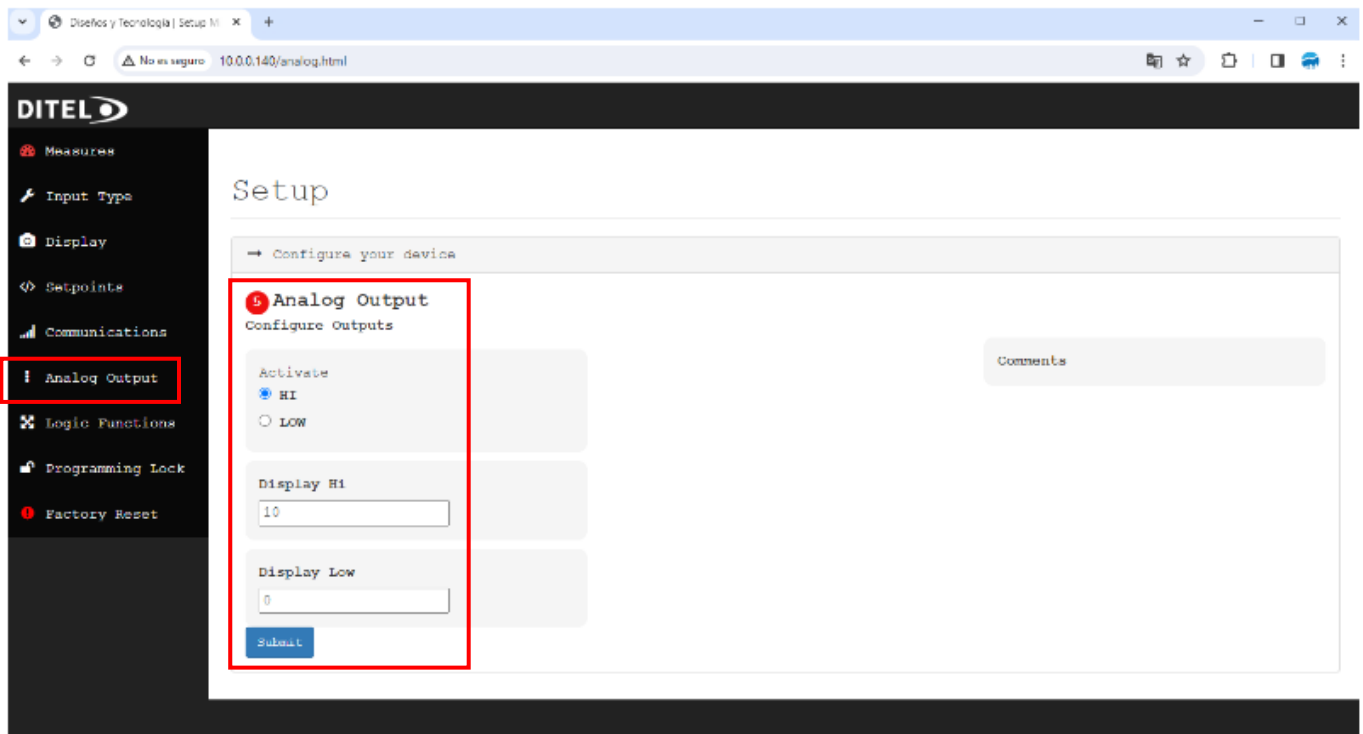 Diseños y Tecnología | Setup M
No es seguro
10.0.0.140/analog.html
DITEL
Measures
Input Type
Display
Setpoints
Communications
Analog Output
Logic Functions
Programming Lock
Factory Reset
Setup
Configure your device
5 Analog Output
Configure Outputs
Activate
HI
LOW
Display Hi
10
Display Low
0
Submit
Comments